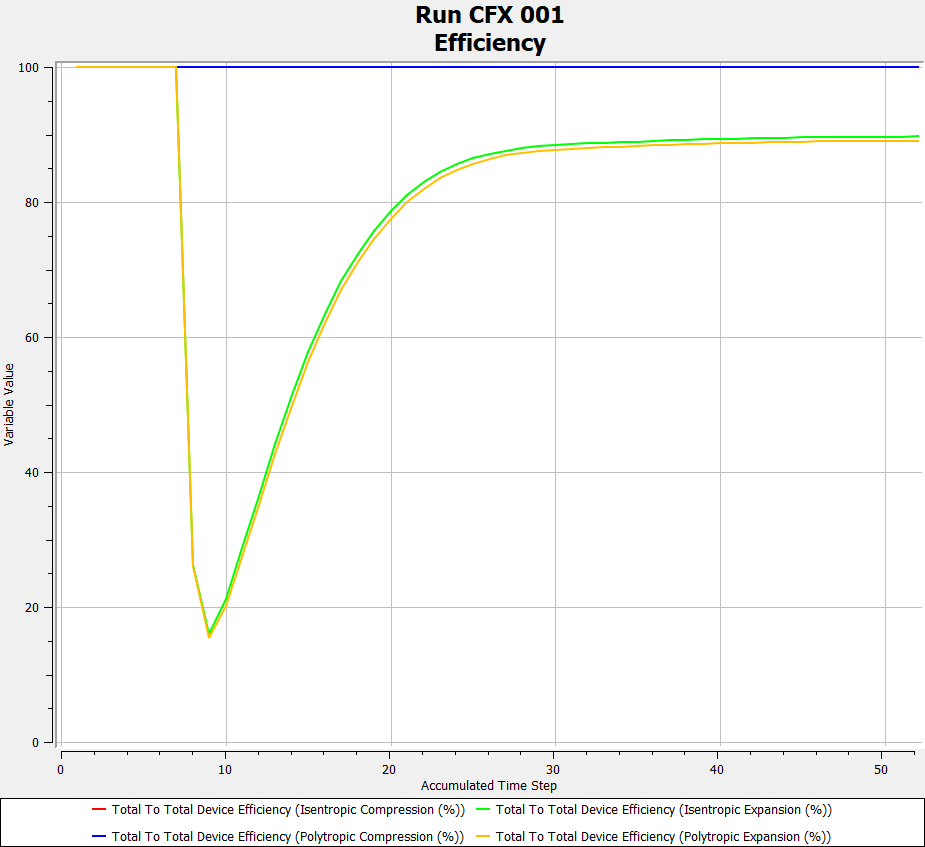 Run CFX 001
Efficiency
100
80
60
40
20
0
Variable Value
0 10 20 30 40 50
Accumulated Time Step
Total To Total Device Efficiency (Isentropic Compression (%)) Total To Total Device Efficiency (Isentropic Expansion (%))
Total To Total Device Efficiency (Polytropic Compression (%)) Total To Total Device Efficiency (Polytropic Expansion (%))